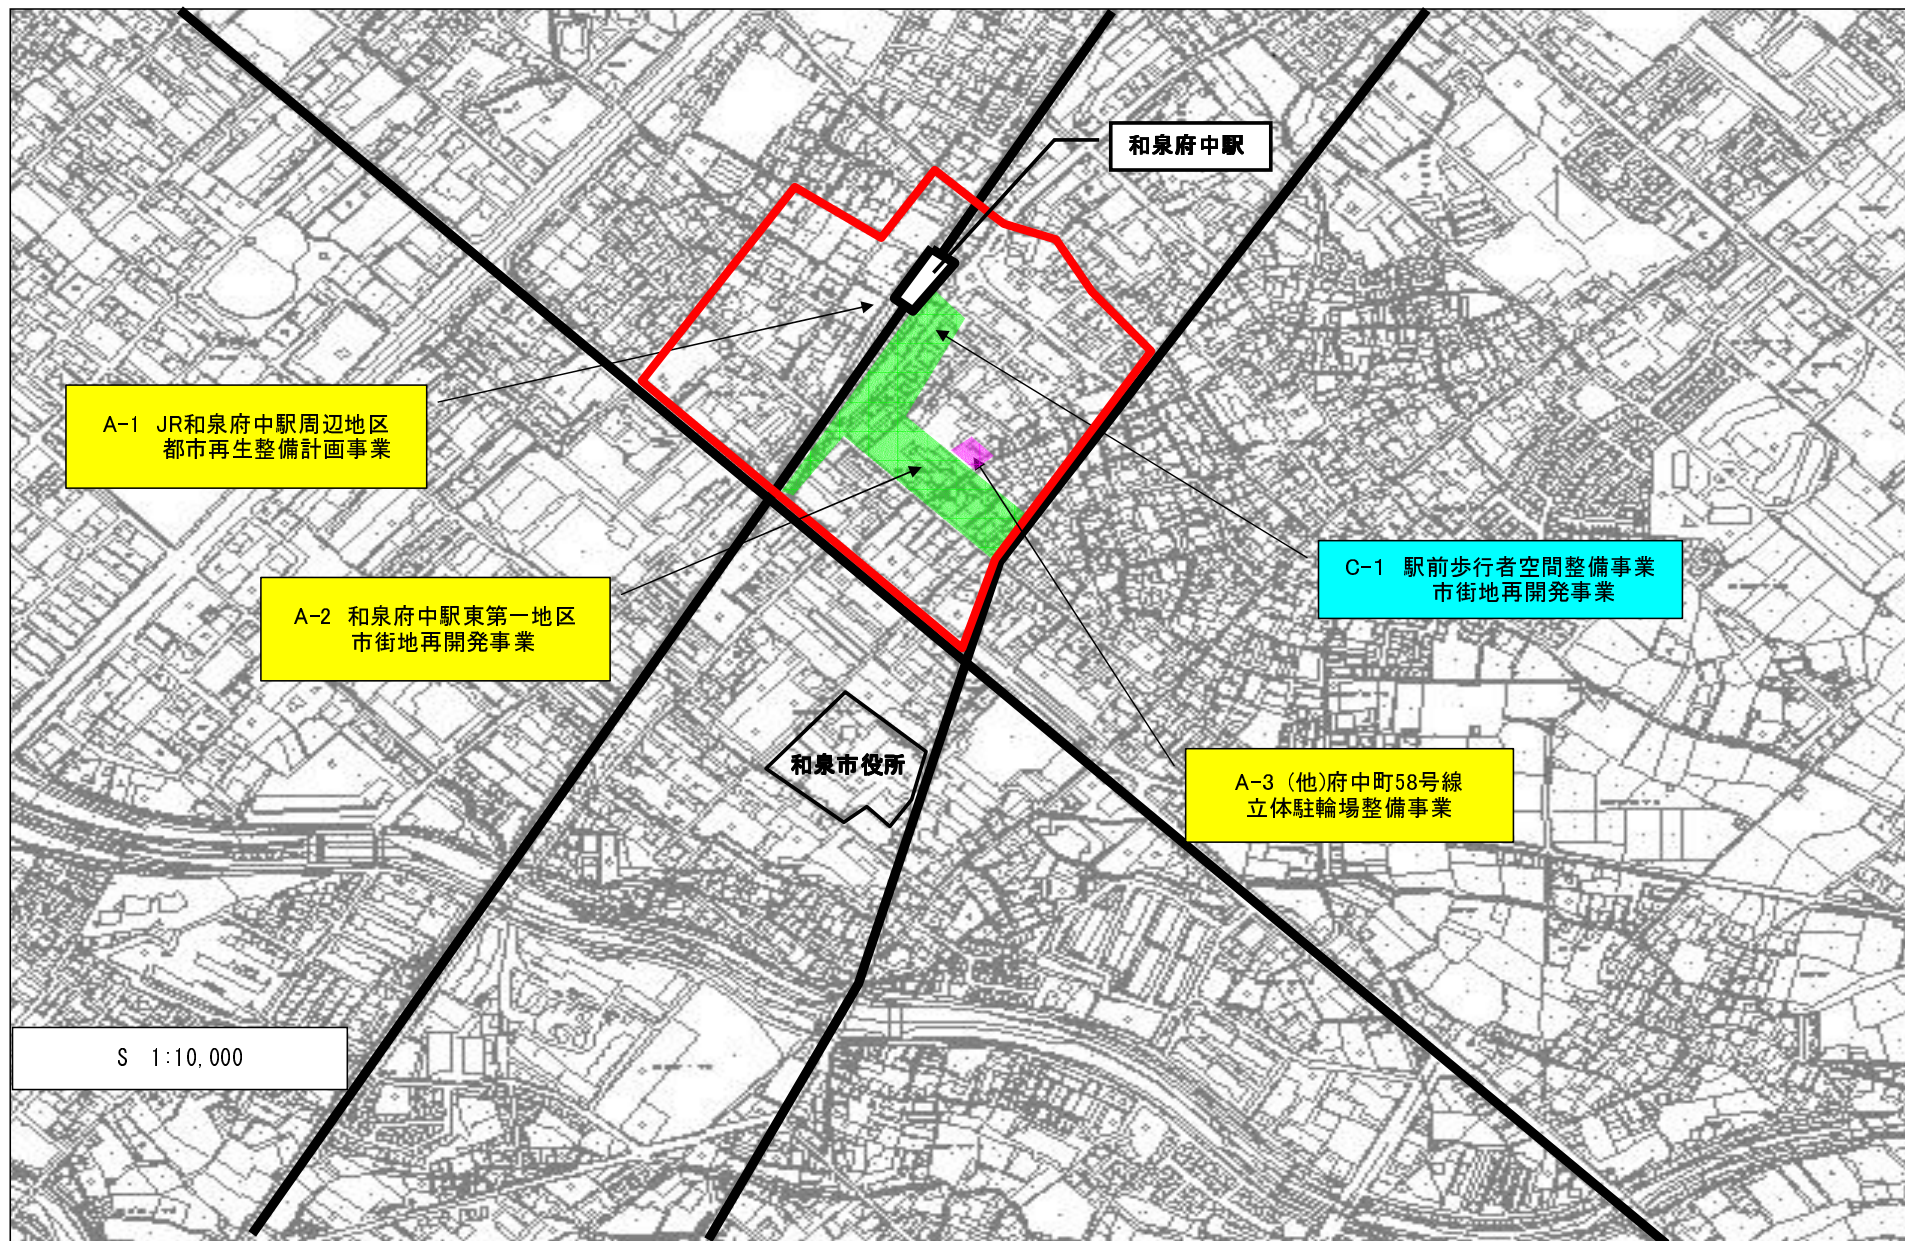 和泉府中駅
A-1 JR和泉府中駅周辺地区
都市再生整備計画事業
C-1 駅前歩行者空間整備事業
市街地再開発事業
A-2 和泉府中駅東第一地区
市街地再開発事業
和泉市役所
A-3 (他)府中町58号線
立体駐輪場整備事業
S 1:10,000